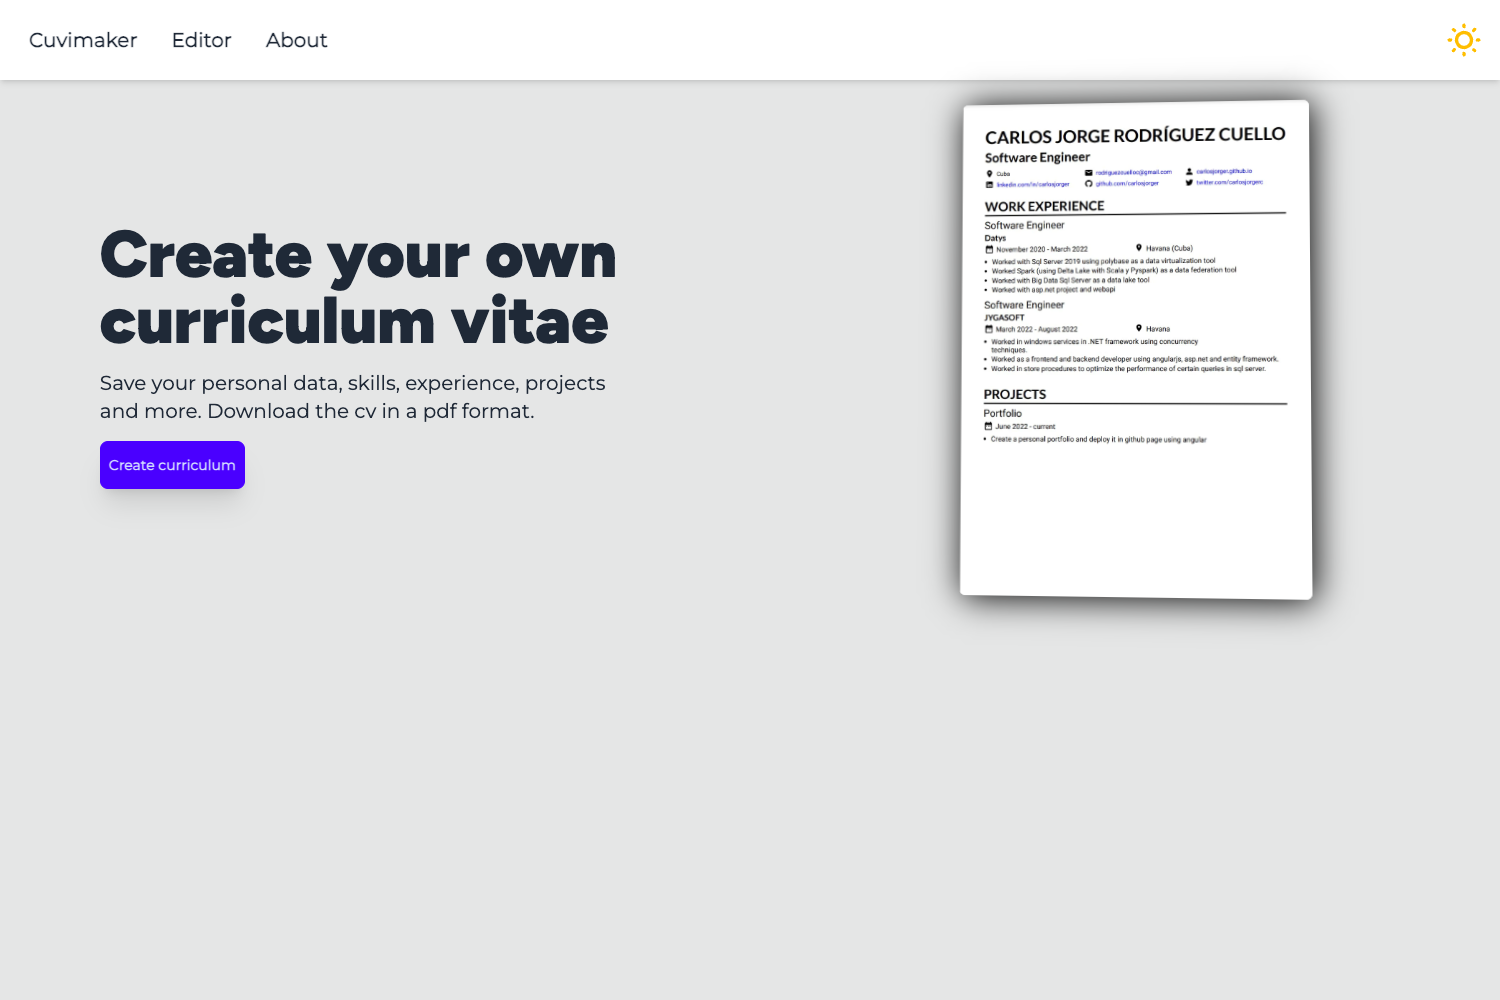 Cuvimaker Editor About
Create your own
curriculum vitae
Save your personal data, skills, experience, projects
and more. Download the cv in a pdf format.
Create curriculum
CARLOS JORGE RODRÍGUEZ CUELLO
Software Engineer
Cuba rodriguezcuelloc@gmail.com carlosjorger.github.io
linkedin.com/in/carlosjorger github.com/carlosjorger twitter.com/carlosjorgerc
WORK EXPERIENCE
Software Engineer
Datys
November 2020 - March 2022 Havana (Cuba)
• Worked with Sql Server 2019 using polybase as a data virtualization tool
• Worked Spark (using Delta Lake with Scala y Pyspark) as a data federation tool
• Worked with Big Data Sql Server as a data lake tool
• Worked with asp.net project and webapi
Software Engineer
JYGASOFT
March 2022 - August 2022 Havana
• Worked in windows services in .NET framework using concurrency
techniques.
• Worked as a frontend and backend developer using angularjs, asp.net and entity framework.
• Worked in store procedures to optimize the performance of certain queries in sql server.
PROJECTS
Portfolio
June 2022 - current
• Create a personal portfolio and deploy it in github page using angular